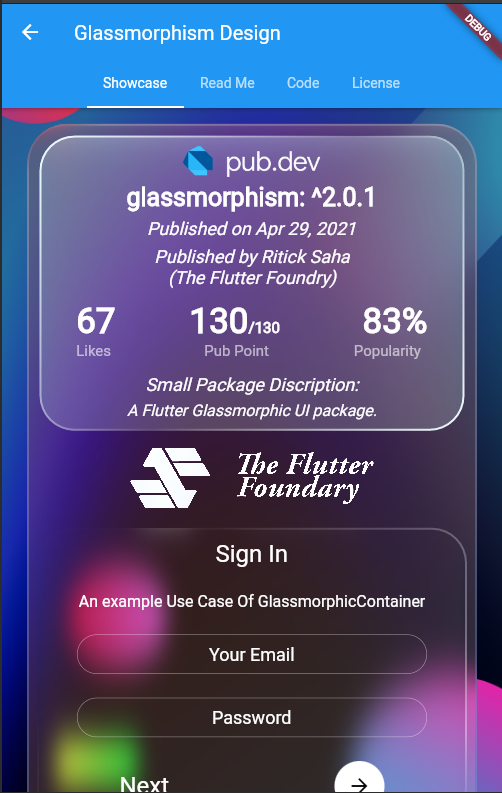 Glassmorphism Design
DEBUG
Showcase Read Me Code License
pub.dev
glassmorphism: ^2.0.1
Published on Apr 29, 2021
Published by Ritick Saha
(The Flutter Foundry)
67 130/130 83%
Likes Pub Point Popularity
Small Package Discription:
A Flutter Glassmorphic UI package.
The Flutter
Foundary
Sign In
An example Use Case Of GlassmorphicContainer
Your Email
Password
Next